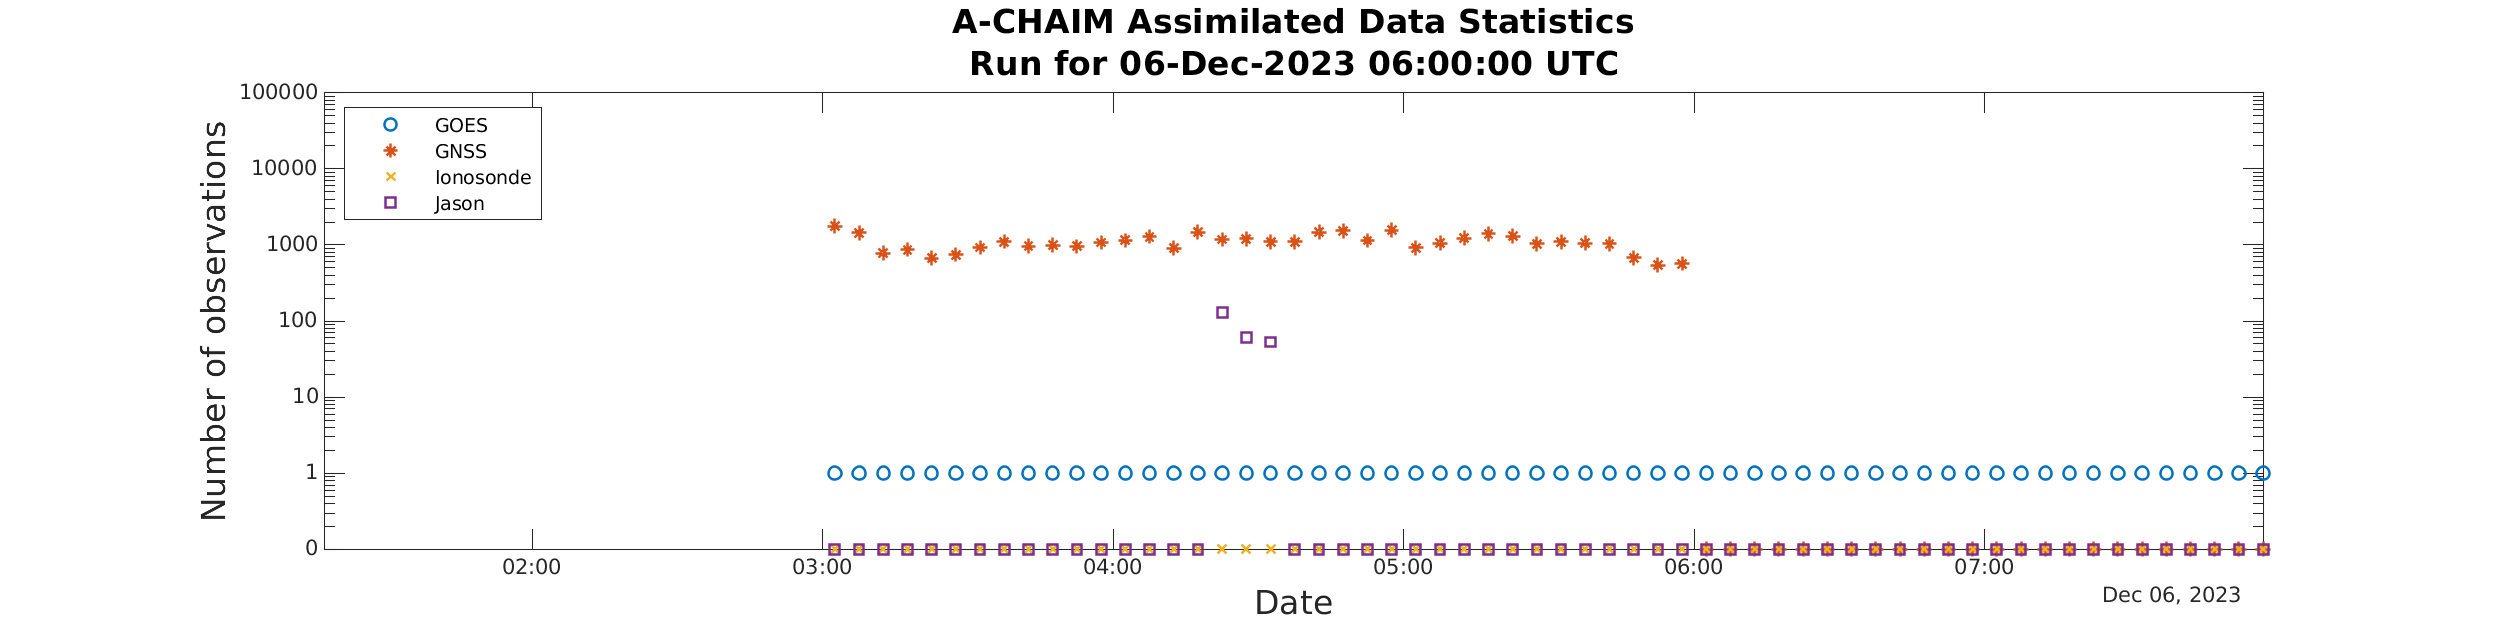 A-CHAIM Assimilated Data Statistics
Run for 06-Dec-2023 06:00:00 UTC
100000
10000
1000
100
10
1
0
Number of observations
GOES
GNSS
Ionosonde
Jason
02:00 03:00 04:00 05:00 06:00 07:00
Date
Dec 06, 2023